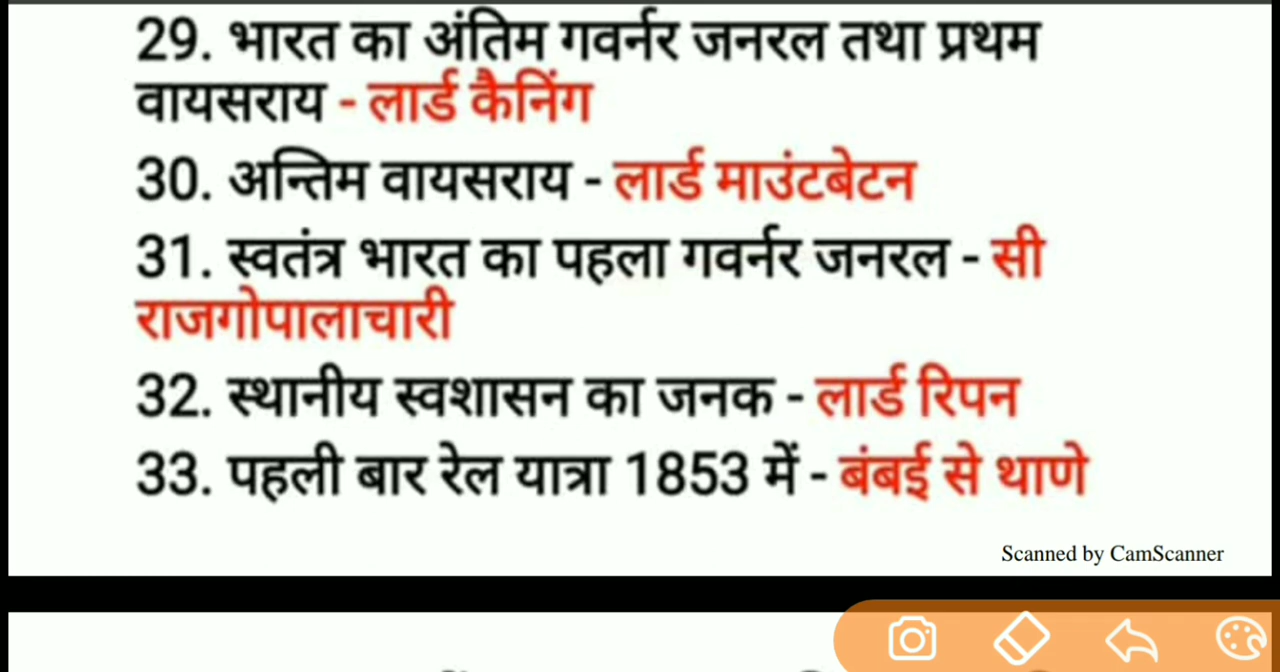 29. भारत का अंतिम गवर्नर जनरल तथा प्रथम
वायसराय - लार्ड कैनिंग
30. अन्तिम वायसराय - लार्ड माउंटबेटन
31. स्वतंत्र भारत का पहला गवर्नर जनरल - सी
राजगोपालाचारी
32. स्थानीय स्वशासन का जनक - लार्ड रिपन
33. पहली बार रेल यात्रा 1853 में - बंबई से थाणे
Scanned by CamScanner